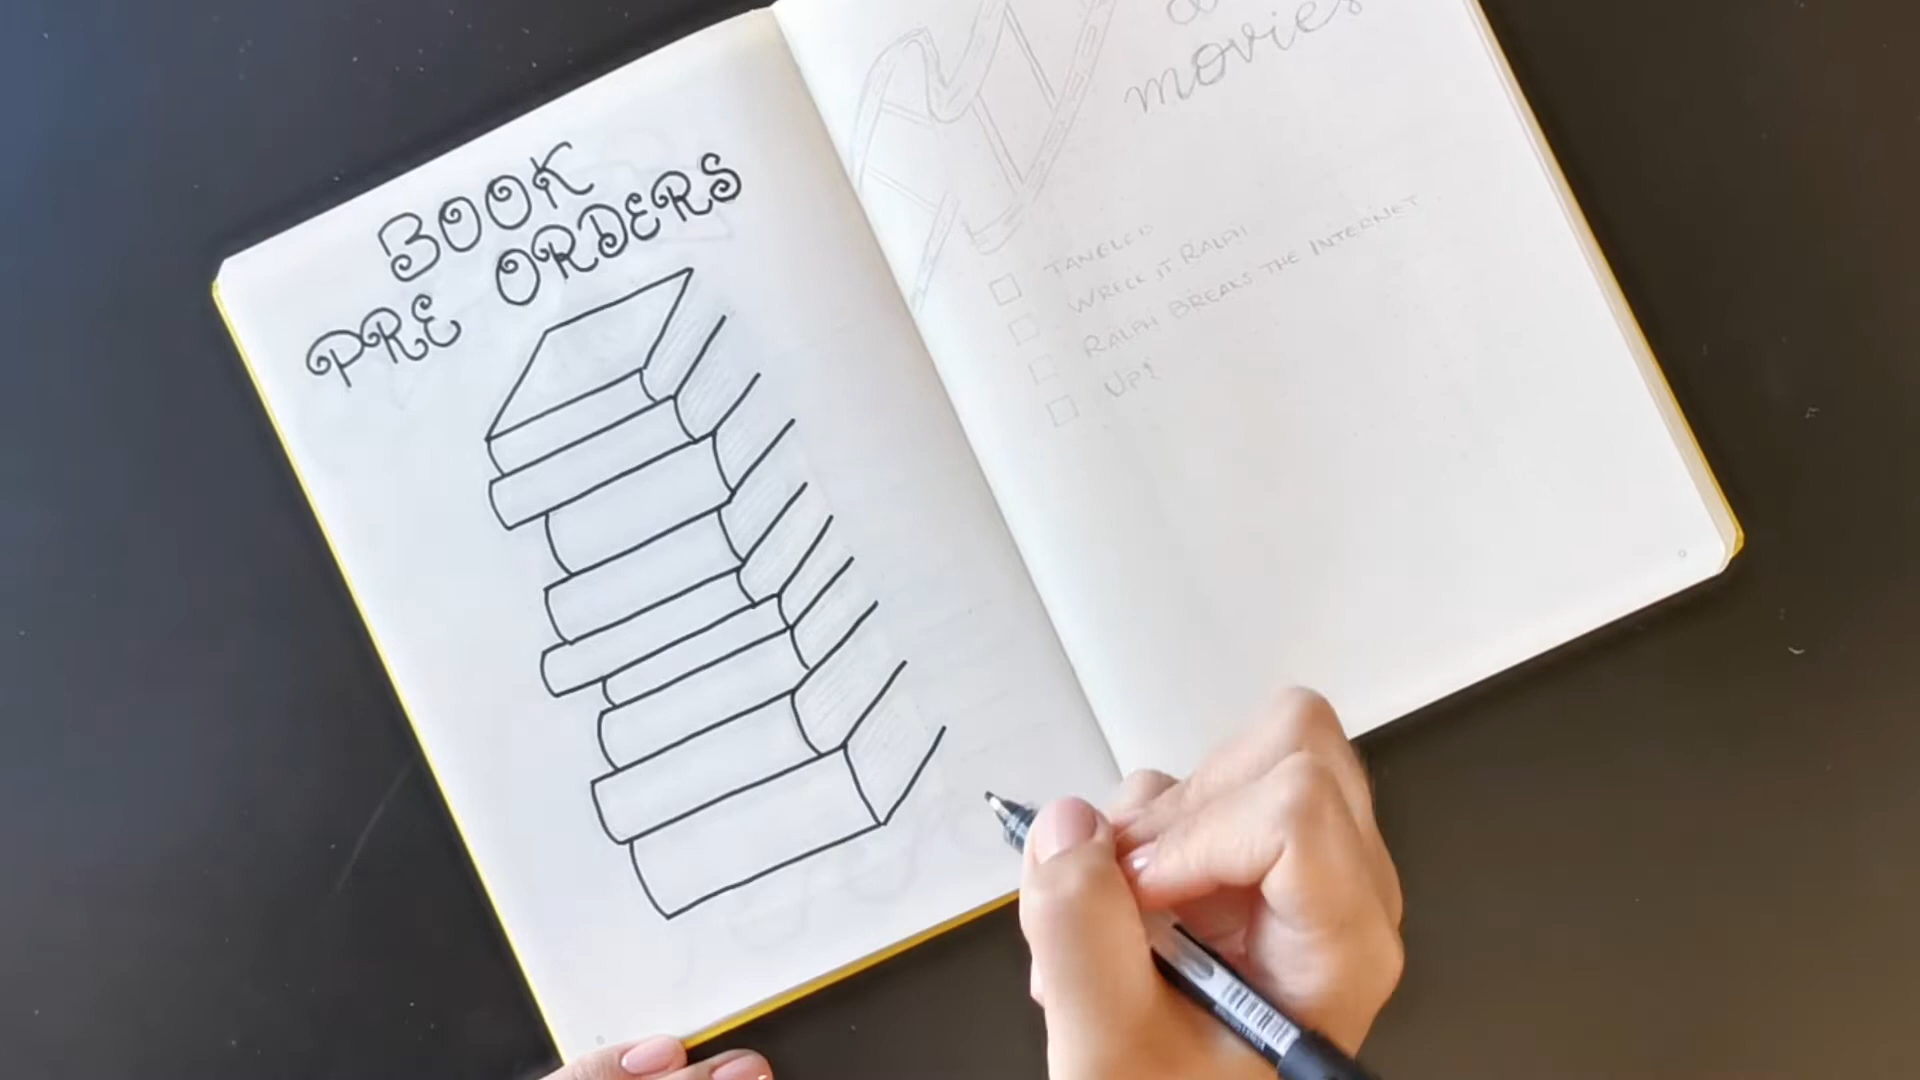 BOOK
PRE ORDERS
movies
TANGLED
WRECK IT RALPH
RALPH BREAKS THE INTERNET
UP!